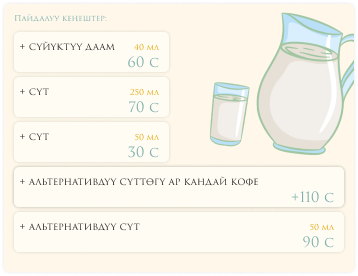 Пайдалуу кеңештер:
+ СҮЙҮКТҮҮ ДААМ 40 МЛ
60 С
+ СҮТ 250 МЛ
70 С
+ СҮТ 50 МЛ
30 С
+ АЛЬТЕРНАТИВДҮҮ СҮТТӨГҮ АР КАНДАЙ КОФЕ
+110 С
+ АЛЬТЕРНАТИВДҮҮ СҮТ 50 МЛ
90 С